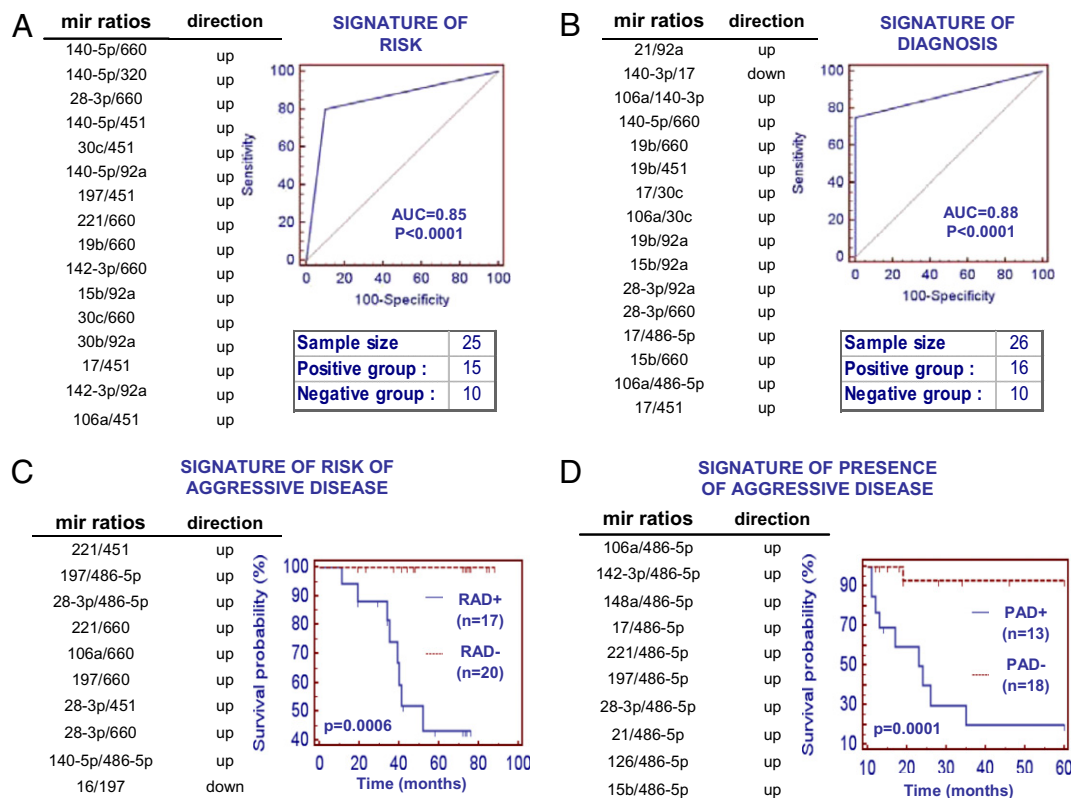 A
mir ratios direction
140-5p/660 up
140-5p/320 up
28-3p/660 up
140-5p/451 up
30c/451 up
140-5p/92a up
197/451 up
221/660 up
19b/660 up
142-3p/660 up
15b/92a up
30c/660 up
30b/92a up
17/451 up
142-3p/92a up
106a/451 up
SIGNATURE OF
RISK
Sensitivity
100
80
60
40
20
0
AUC=0.85
P<0.0001
0 20 40 60 80 100
100-Specificity
Sample size 25
Positive group : 15
Negative group : 10
B
mir ratios direction
21/92a up
140-3p/17 down
106a/140-3p up
140-5p/660 up
19b/660 up
19b/451 up
17/30c up
106a/30c up
19b/92a up
15b/92a up
28-3p/92a up
28-3p/660 up
17/486-5p up
15b/660 up
106a/486-5p up
17/451 up
SIGNATURE OF
DIAGNOSIS
Sensitivity
100
80
60
40
20
0
AUC=0.88
P<0.0001
0 20 40 60 80 100
100-Specificity
Sample size 26
Positive group : 16
Negative group : 10
C
SIGNATURE OF RISK OF
AGGRESSIVE DISEASE
mir ratios direction
221/451 up
197/486-5p up
28-3p/486-5p up
221/660 up
106a/660 up
197/660 up
28-3p/451 up
28-3p/660 up
140-5p/486-5p up
16/197 down
Survival probability (%)
100
90
80
70
60
50
40
RAD+
(n=17)
RAD-
(n=20)
p=0.0006
0 20 40 60 80 100
Time (months)
D
SIGNATURE OF PRESENCE
OF AGGRESSIVE DISEASE
mir ratios direction
106a/486-5p up
142-3p/486-5p up
148a/486-5p up
17/486-5p up
221/486-5p up
197/486-5p up
28-3p/486-5p up
21/486-5p up
126/486-5p up
15b/486-5p up
Survival probability (%)
90
70
50
30
10
PAD+
(n=13)
PAD-
(n=18)
p=0.0001
10 20 30 40 50 60
Time (months)